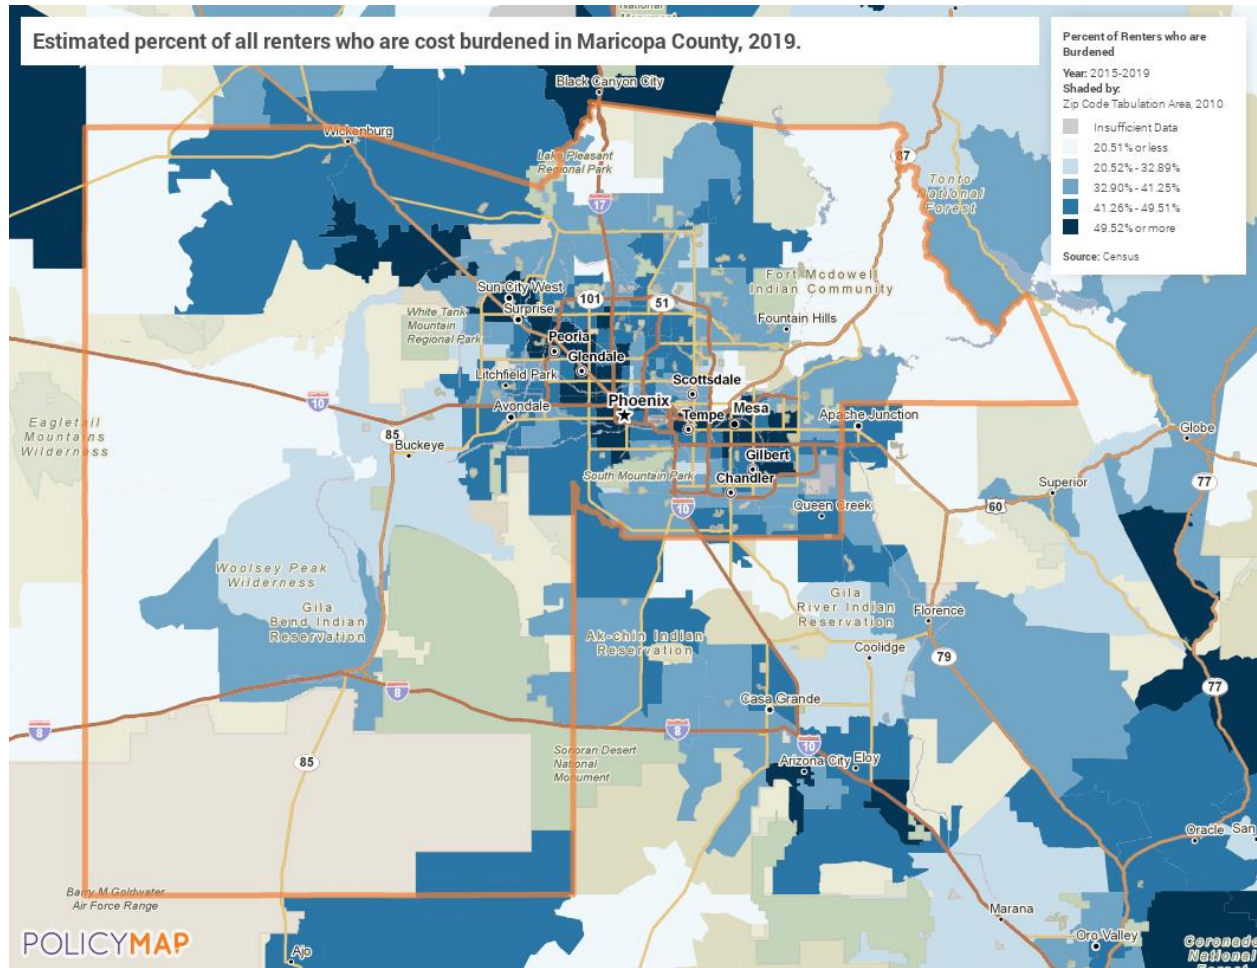 Estimated percent of all renters who are cost burdened in Maricopa County, 2019.
Percent of Renters who are
Burdened
Year: 2015-2019
Shaded by:
Zip Code Tabulation Area, 2010
Insufficient Data
20.51% or less
20.52% - 32.89%
32.90% - 41.25%
41.26% - 49.51%
49.52% or more
Source: Census
Black Canyon City
Wickenburg
Lake Pleasant
Regional Park
87
Tonto
National
Forest
17
Fort Mcdowell
Indian Community
Sun City West
101
51
Surprise
White Tank
Mountain
Regional Park
Fountain Hills
Peoria
Glendale
Litchfield Park
Scottsdale
10
Phoenix
Mesa
Avondale
Tempe
Apache Junction
Eagletail
Mountains
Wilderness
85
Buckeye
Globe
Gilbert
South Mountain Park
Chandler
Superior
77
10
Queen Creek
60
Woolsey Peak
Wilderness
Gila
Bend Indian
Reservation
Gila
River Indian
Reservation
Florence
Ak-chin Indian
Reservation
Coolidge
79
77
8
Casa Grande
8
8
10
Sonoran Desert
National
Monument
85
Arizona City
Eloy
Oracle
San
Barry M Goldwater
Air Force Range
Marana
POLICYMAP
Ajo
Oro Valley
Coronado
National